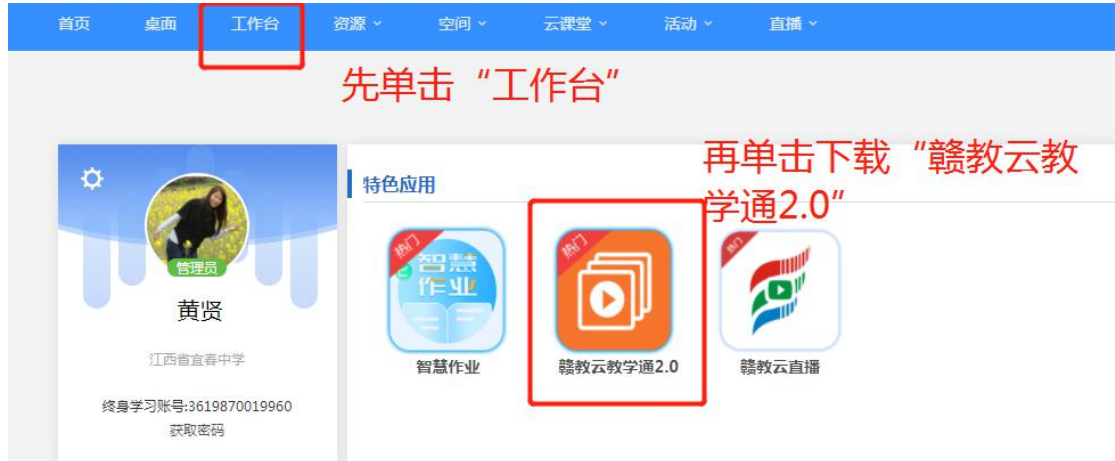 首页 桌面 工作台 资源 空间 云课堂 活动 直播
先单击“工作台”
再单击下载“赣教云教
学通2.0”
特色应用
管理员
黄贤
江西省宜春中学
终身学习账号:3619870019960
获取密码
热门
智慧
作业
智慧作业
热门
赣教云教学通2.0
热门
赣教云直播